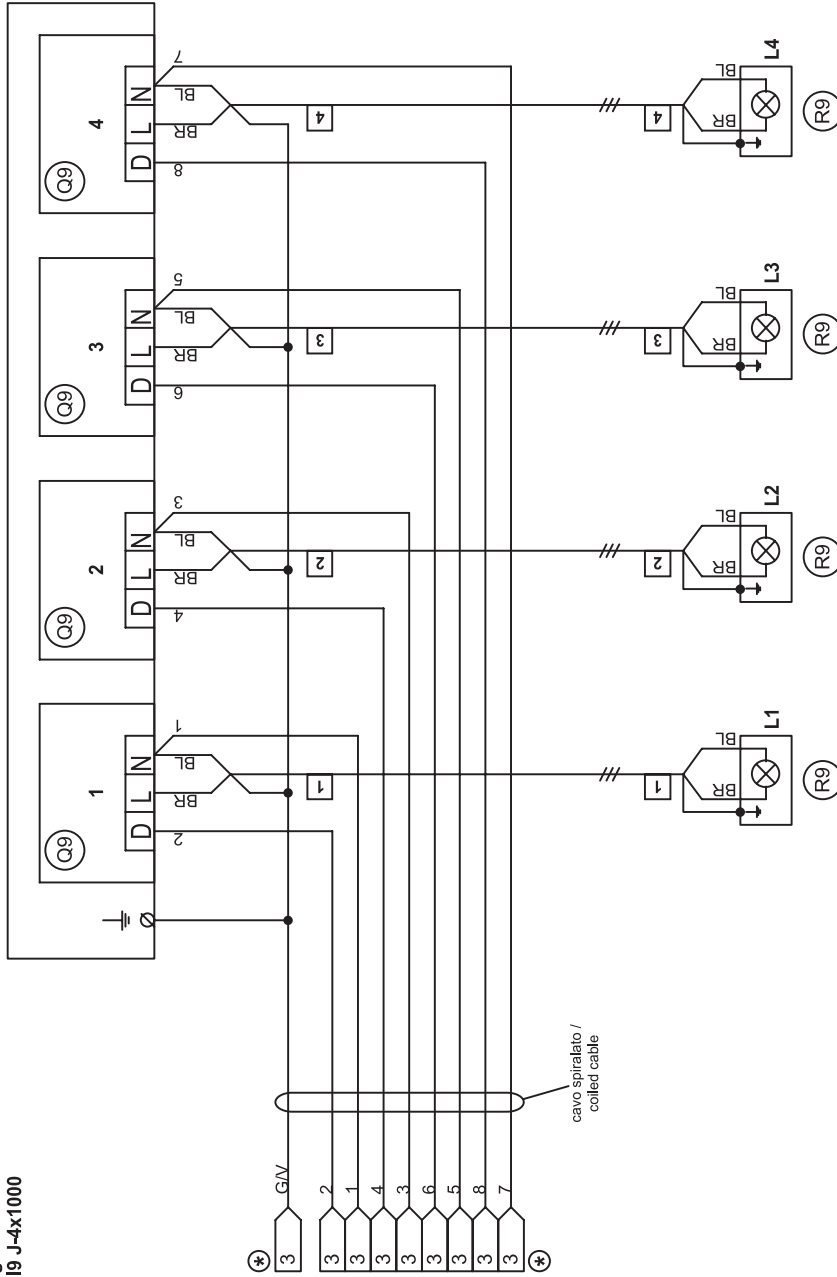 9 J-4x1000
Q9
1
D L N
Q9
2
D L N
Q9
3
D L N
Q9
4
D L N
2
BR
BL
1
4
BR
BL
3
6
BR
BL
5
8
BR
BL
7
1
2
3
4
*
3 G/V
3 2
3 1
3 4
3 3
3 6
3 5
3 8
3 7
*
cavo spiralato /
coiled cable
1
2
3
4
BR
BL
L1
BR
BL
L2
BR
BL
L3
BR
BL
L4
R9
R9
R9
R9